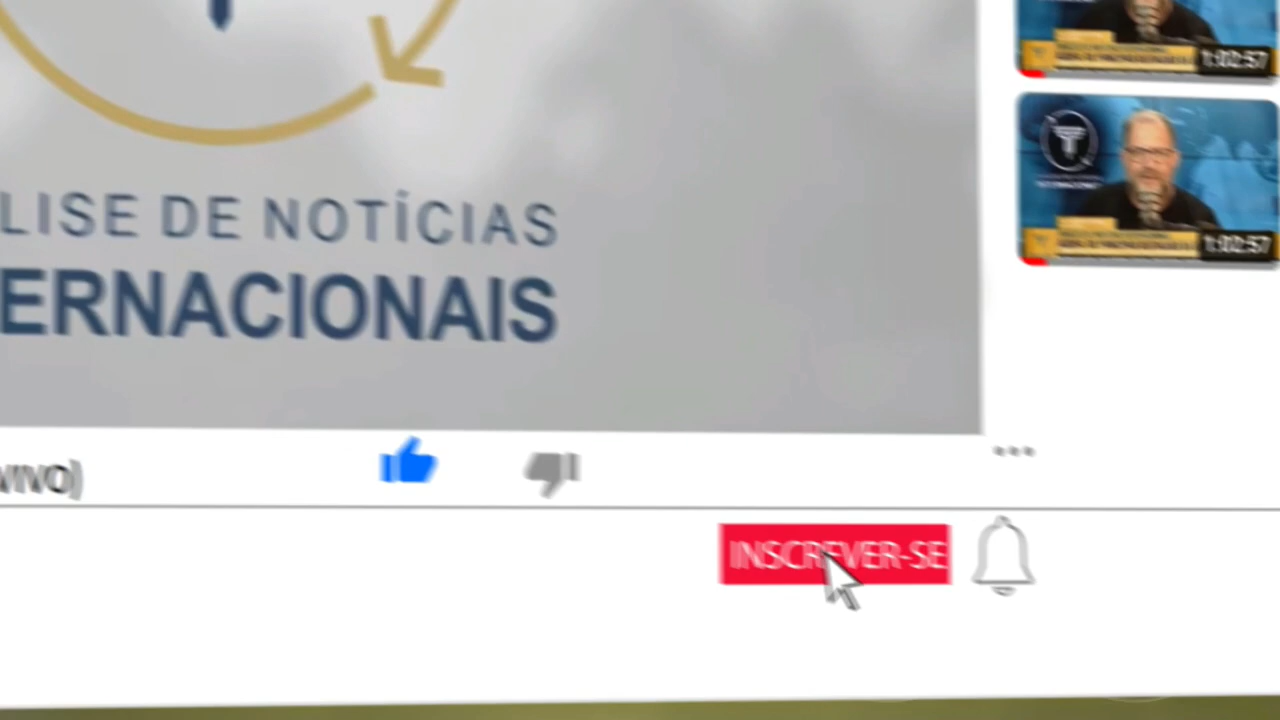 1:02:57
1:02:57
LISE DE NOTÍCIAS
ERNACIONAIS
VIVO)
INSCREVER-SE